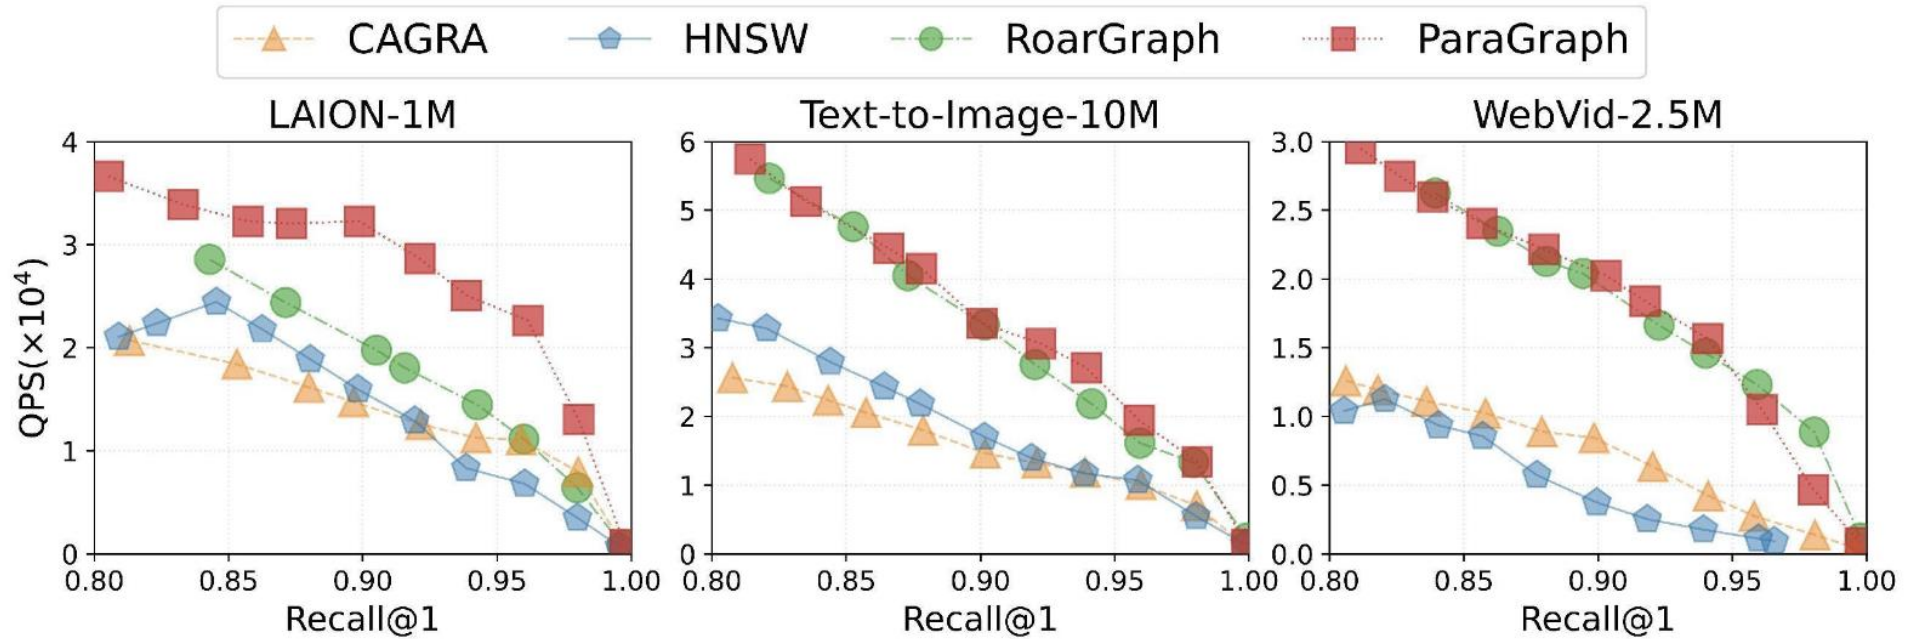 CAGRA HNSW RoarGraph ParaGraph
LAION-1M Text-to-Image-10M WebVid-2.5M
4 6 3.0
5 2.5
3
4 2.0
2 3 1.5
2 1.0
1
1 0.5
0 0 0.0
QPS(×10⁴)
0.80 0.85 0.90 0.95 1.00 0.80 0.85 0.90 0.95 1.00 0.80 0.85 0.90 0.95 1.00
Recall@1 Recall@1 Recall@1